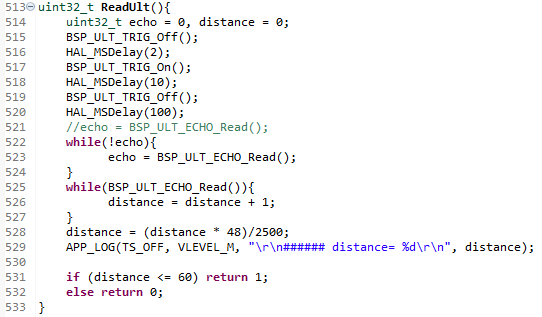 513 uint32_t ReadUlt(){
514 uint32_t echo = 0, distance = 0;
515 BSP_ULT_TRIG_Off();
516 HAL_MSDelay(2);
517 BSP_ULT_TRIG_On();
518 HAL_MSDelay(10);
519 BSP_ULT_TRIG_Off();
520 HAL_MSDelay(100);
521 //echo = BSP_ULT_ECHO_Read();
522 while(!echo){
523 echo = BSP_ULT_ECHO_Read();
524 }
525 while(BSP_ULT_ECHO_Read()){
526 distance = distance + 1;
527 }
528 distance = (distance * 48)/2500;
529 APP_LOG(TS_OFF, VLEVEL_M, "\r\n###### distance= %d\r\n", distance);
530
531 if (distance <= 60) return 1;
532 else return 0;
533 }